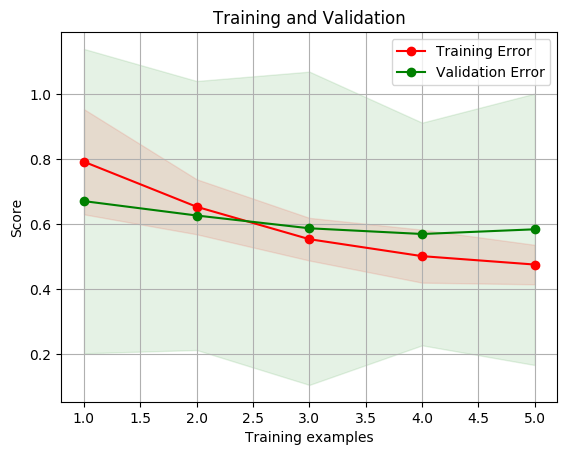 Training and Validation
Training Error
Validation Error
Score
1.0
0.8
0.6
0.4
0.2
1.0 1.5 2.0 2.5 3.0 3.5 4.0 4.5 5.0
Training examples